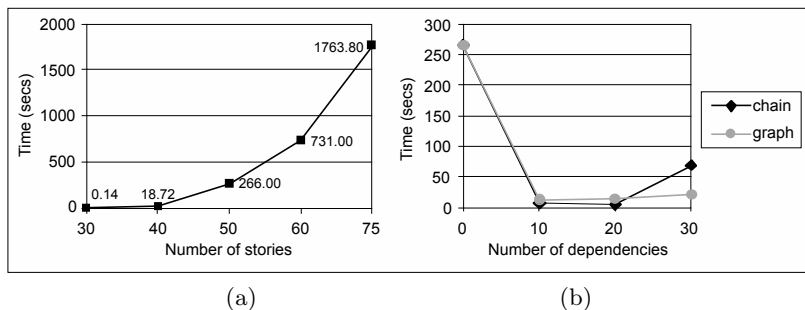 2000
1500
1000
500
0
Time (secs)
0.14
18.72
266.00
731.00
1763.80
30 40 50 60 75
Number of stories
(a)
300
250
200
150
100
50
0
Time (secs)
0 10 20 30
Number of dependencies
chain
graph
(b)